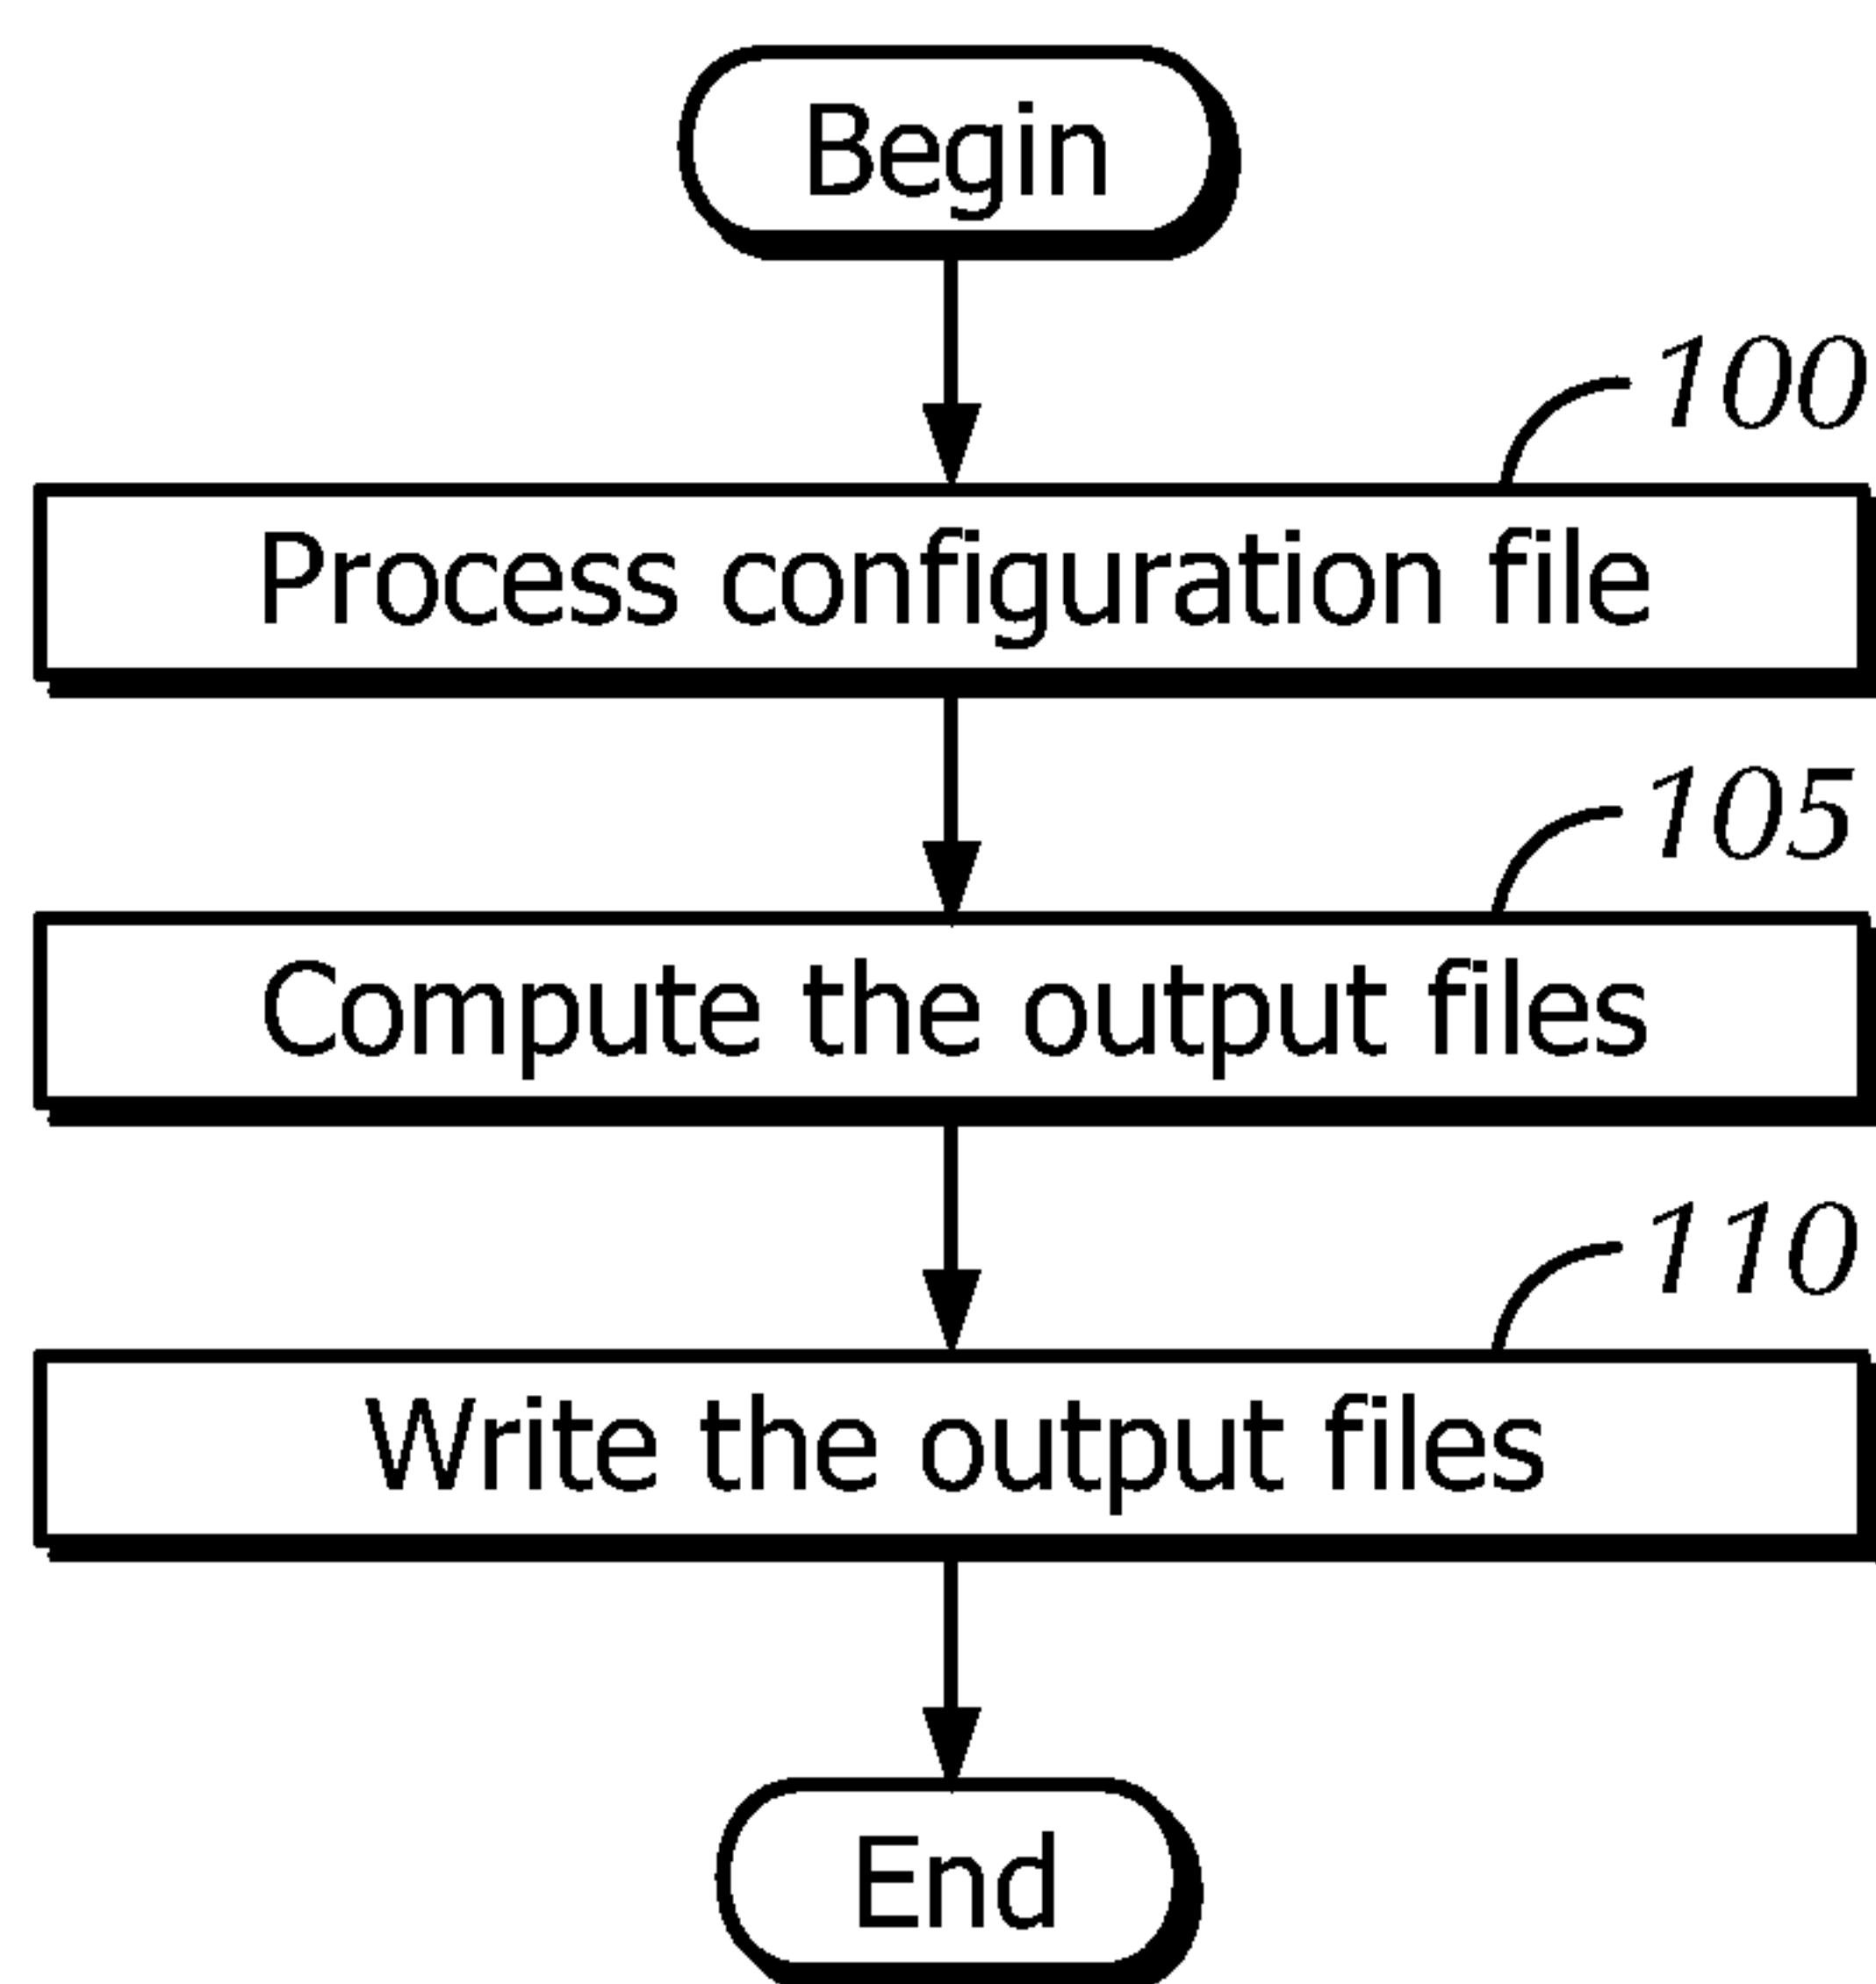 Begin
100
Process configuration file
105
Compute the output files
110
Write the output files
End